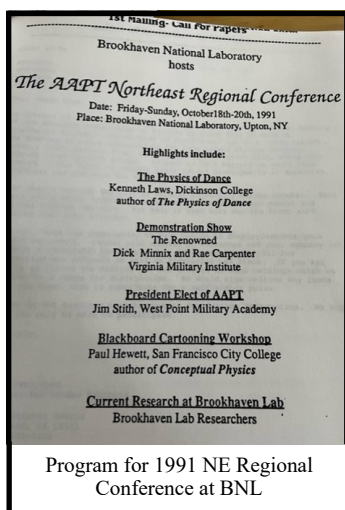 1st Mailing- Call For Papers
Brookhaven National Laboratory
hosts
The AAPT Northeast Regional Conference
Date: Friday-Sunday, October18th-20th, 1991
Place: Brookhaven National Laboratory, Upton, NY
Highlights include:
The Physics of Dance
Kenneth Laws, Dickinson College
author of The Physics of Dance
Demonstration Show
The Renowned
Dick Minnix and Rae Carpenter
Virginia Military Institute
President Elect of AAPT
Jim Stith, West Point Military Academy
Blackboard Cartooning Workshop
Paul Hewett, San Francisco City College
author of Conceptual Physics
Current Research at Brookhaven Lab
Brookhaven Lab Researchers
Program for 1991 NE Regional
Conference at BNL